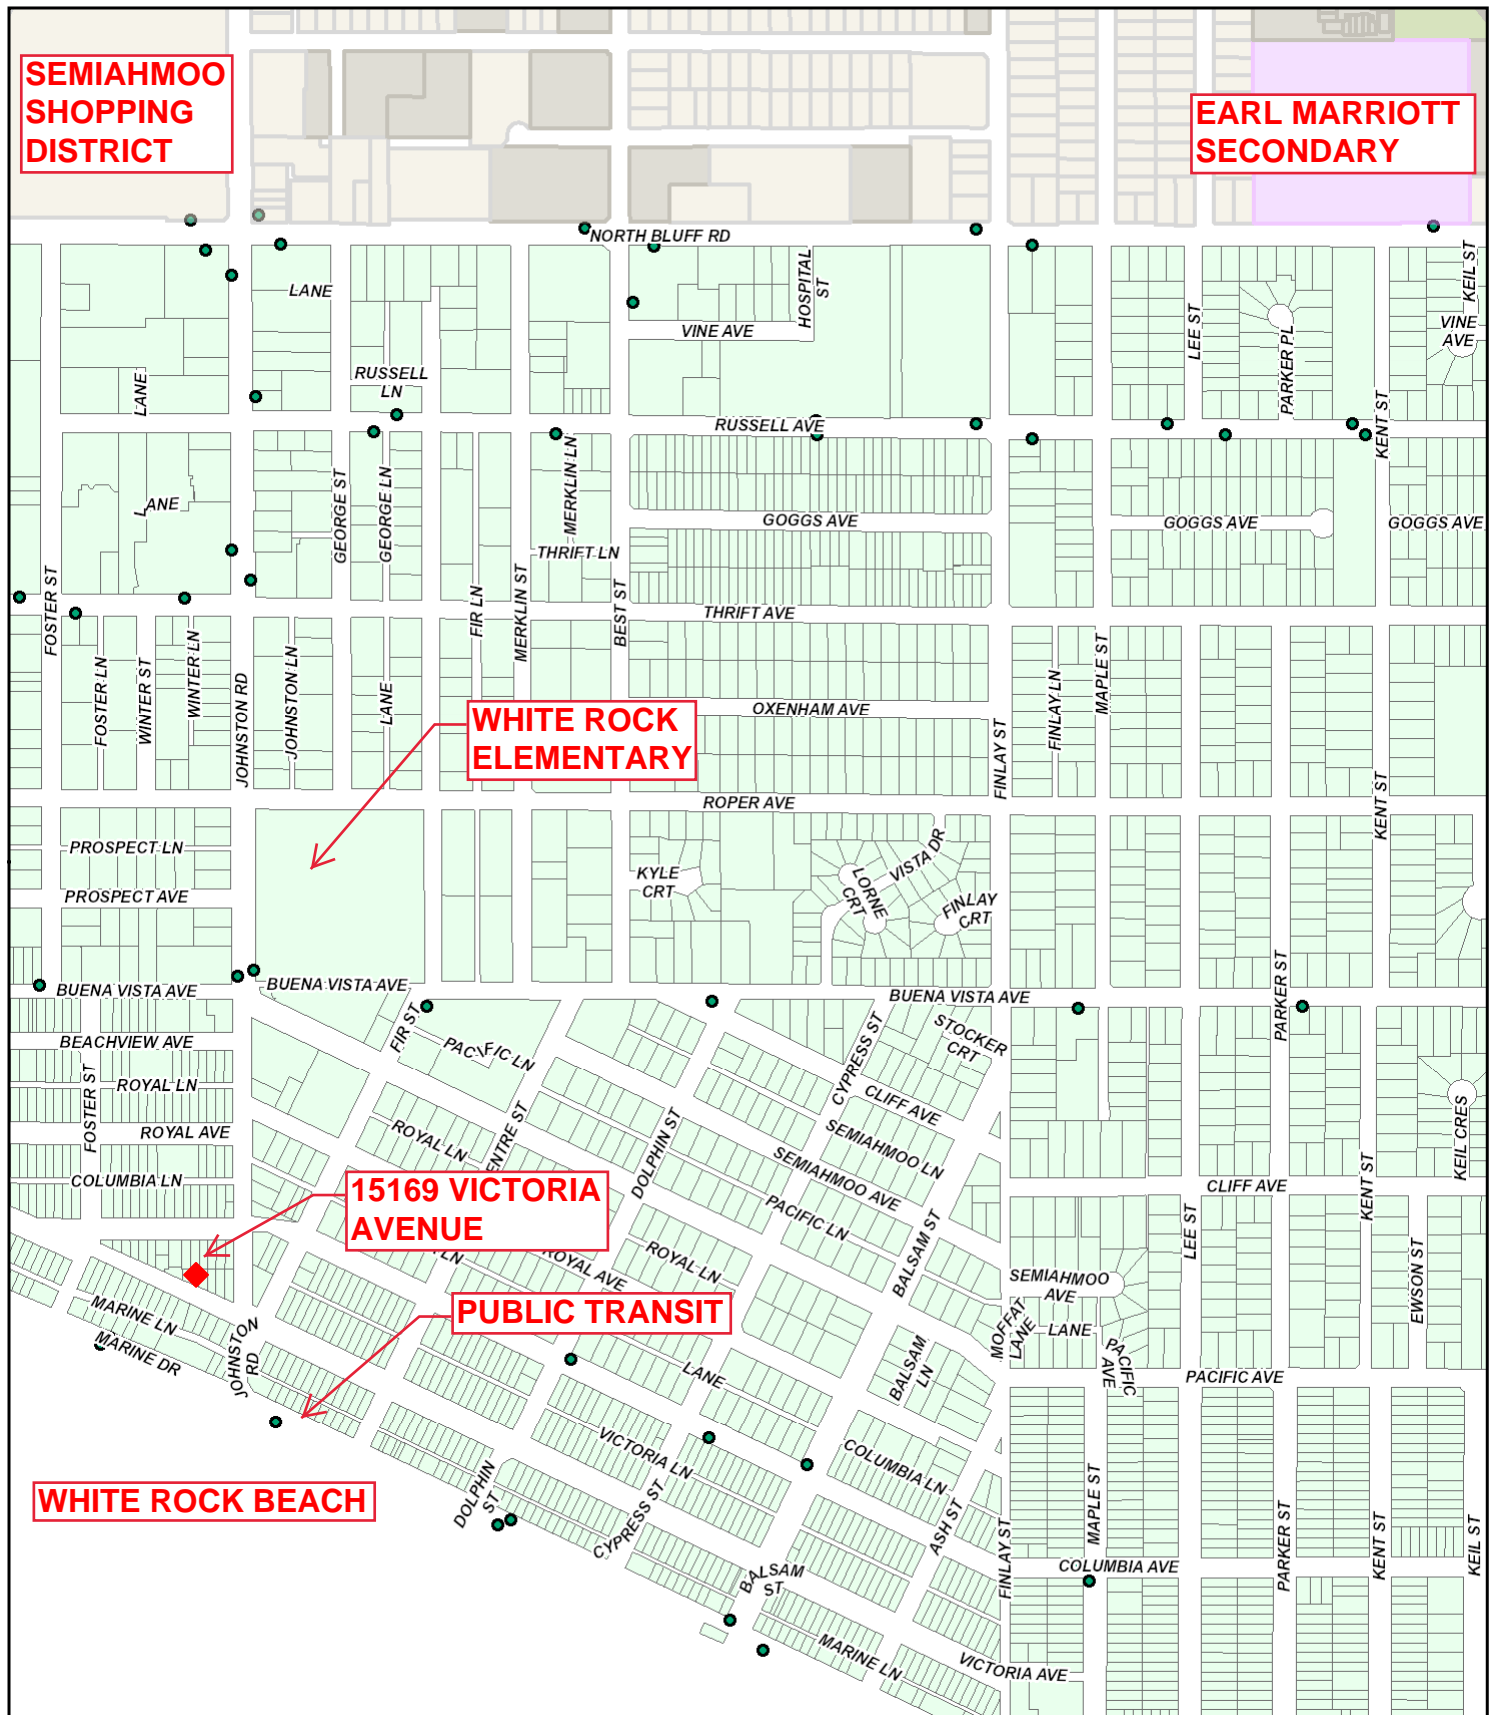 SEMIAHMOO
SHOPPING
DISTRICT
EARL MARRIOTT
SECONDARY
NORTH BLUFF RD
LANE
HOSPITAL
ST
KEIL ST
VINE AVE
LEE ST
VINE
AVE
PARKER PL
RUSSELL
LN
LANE
RUSSELL AVE
KENT ST
LANE
GEORGE ST
GEORGE LN
MERKLIN LN
GOGGS AVE
GOGGS AVE
GOGGS AVE
THRIFT LN
FOSTER ST
FIR LN
MERKLIN ST
BEST ST
THRIFT AVE
FOSTER LN
WINTER ST
WINTER LN
JOHNSTON RD
JOHNSTON LN
LANE
MAPLE ST
FINLAY LN
WHITE ROCK
ELEMENTARY
OXENHAM AVE
FINLAY ST
KENT ST
ROPER AVE
PROSPECT LN
PROSPECT AVE
KYLE
CRT
VISTA DR
LORNE
CRT
FINLAY
CRT
BUENA VISTA AVE
BUENA VISTA AVE
BUENA VISTA AVE
PARKER ST
BEACHVIEW AVE
FIR ST
PACIFIC LN
STOCKER
CRT
CYPRESS ST
CLIFF AVE
ROYAL LN
FOSTER ST
ROYAL AVE
ROYAL LN
ENTRE ST
DOLPHIN ST
SEMIAHMOO LN
SEMIAHMOO AVE
KEIL CRES
COLUMBIA LN
CLIFF AVE
KENT ST
15169 VICTORIA
AVENUE
PACIFIC LN
LEE ST
LN
ROYAL AVE
ROYAL LN
BALSAM ST
SEMIAHMOO
AVE
EWSON ST
MARINE LN
MARINE DR
JOHNSTON
RD
PUBLIC TRANSIT
MOFFAT
LANE
LANE
PACIFIC
AVE
PACIFIC AVE
LANE
BALSAM
LN
VICTORIA LN
COLUMBIA LN
WHITE ROCK BEACH
DOLPHIN
ST
CYPRESS ST
ASH ST
FINLAY ST
MAPLE ST
PARKER ST
KENT ST
KEIL ST
COLUMBIA AVE
BALSAM
ST
MARINE LN
VICTORIA AVE